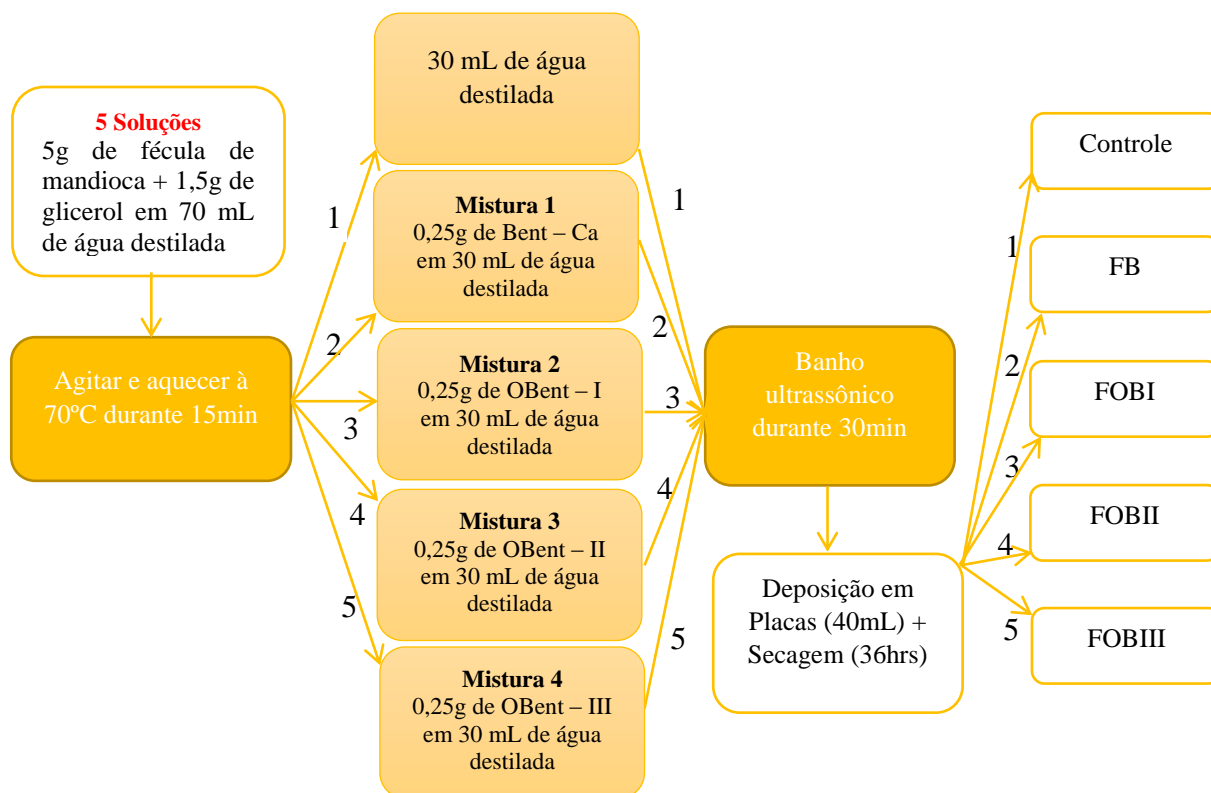 5 Soluções
5g de fécula de
mandioca + 1,5g de
glicerol em 70 mL
de água destilada
Agitar e aquecer à
70ºC durante 15min
1
2
3
4
5
30 mL de água
destilada
Mistura 1
0,25g de Bent – Ca
em 30 mL de água
destilada
Mistura 2
0,25g de OBent – I
em 30 mL de água
destilada
Mistura 3
0,25g de OBent – II
em 30 mL de água
destilada
Mistura 4
0,25g de OBent – III
em 30 mL de água
destilada
1
2
3
4
5
Banho
ultrassônico
durante 30min
Deposição em
Placas (40mL) +
Secagem (36hrs)
1
2
3
4
5
Controle
FB
FOBI
FOBII
FOBIII